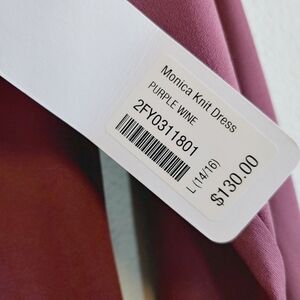 Monica Knit Dress
PURPLE WINE
2FY0311801
L (14/16)
$130.00